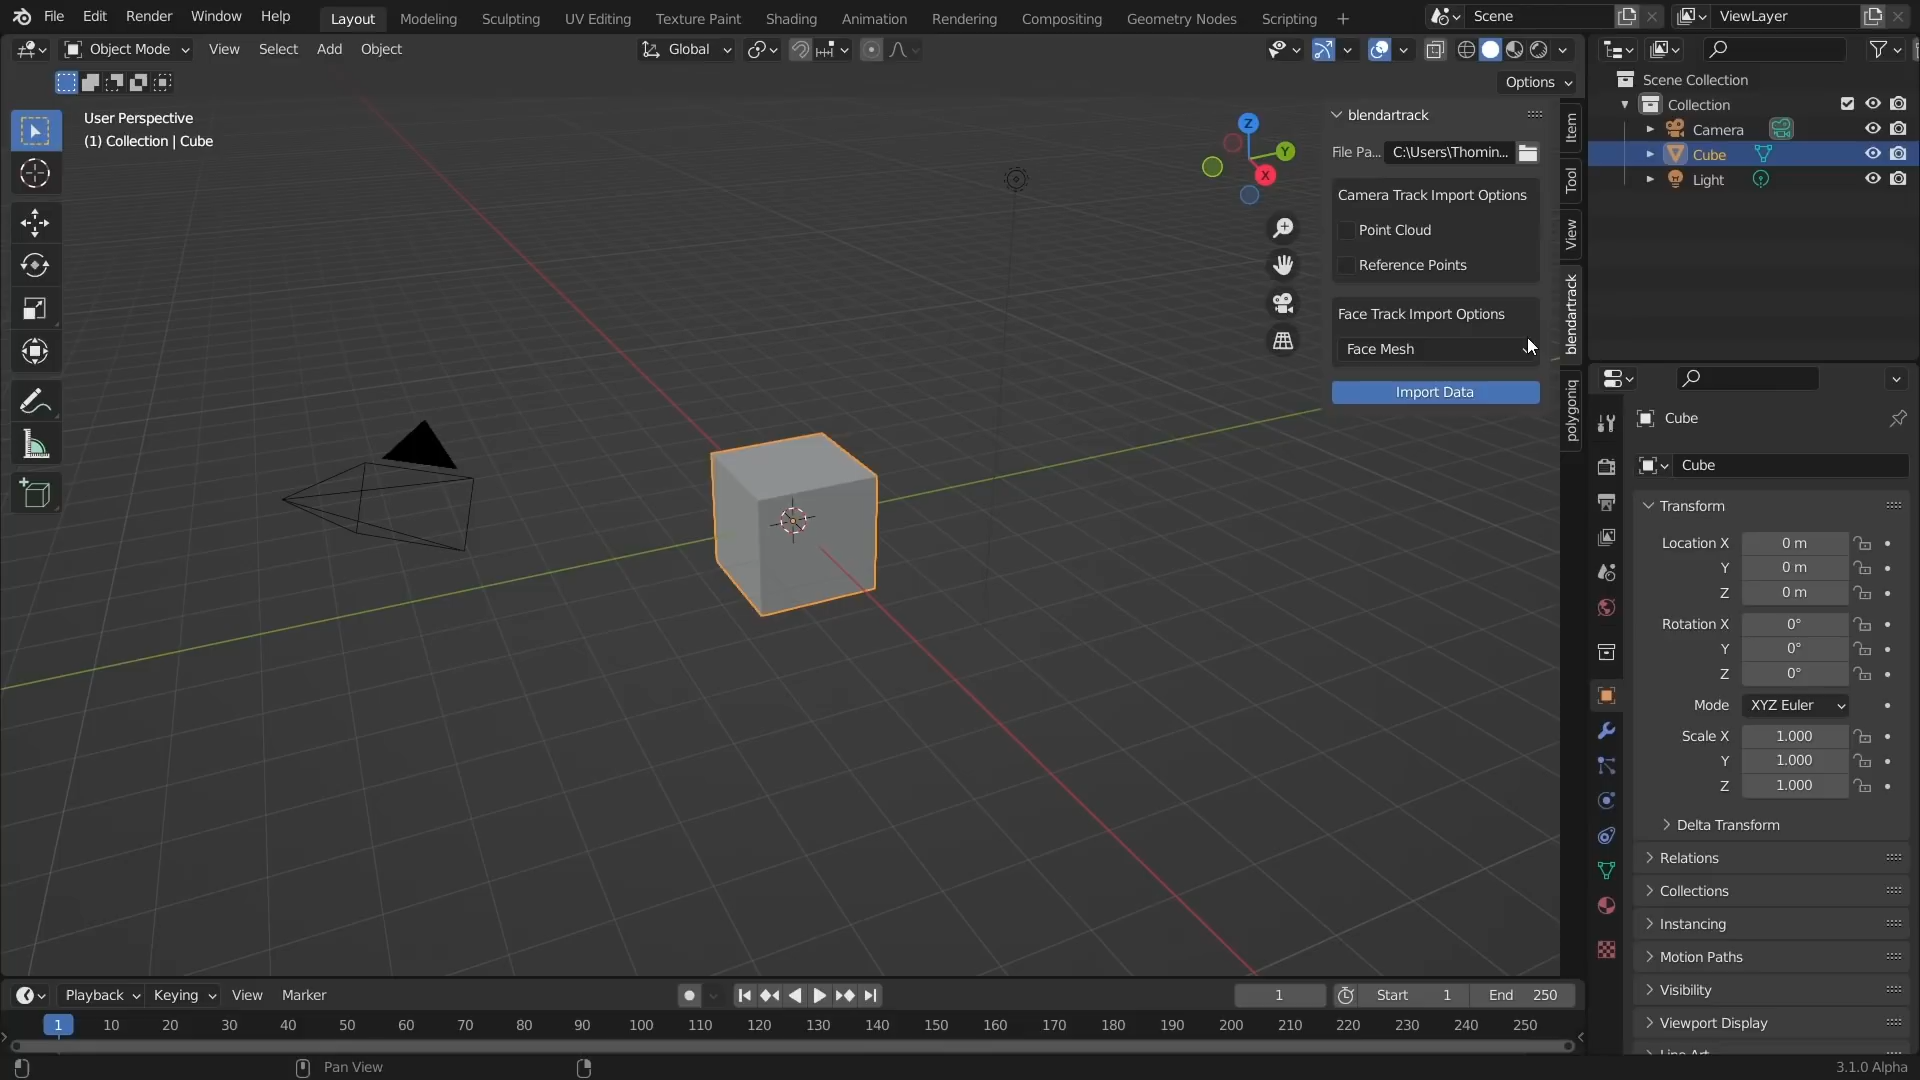 File Edit Render Window Help Layout Modeling Sculpting UV Editing Texture Paint Shading Animation Rendering Compositing Geometry Nodes Scripting + Scene ViewLayer
Object Mode View Select Add Object Global
Options
User Perspective
(1) Collection | Cube
Z
Y
X
blendartrack
File Pa... C:\Users\Thomin...
Camera Track Import Options
Point Cloud
Reference Points
Face Track Import Options
Face Mesh
Import Data
Item
Tool
View
blendartrack
polygoniq
Scene Collection
Collection
Camera
Cube
Light
Cube
Cube
Transform
Location X 0 m
Y 0 m
Z 0 m
Rotation X 0°
Y 0°
Z 0°
Mode XYZ Euler
Scale X 1.000
Y 1.000
Z 1.000
Delta Transform
Relations
Collections
Instancing
Motion Paths
Visibility
Viewport Display
Line Art
Playback Keying View Marker 1 Start 1 End 250
1 10 20 30 40 50 60 70 80 90 100 110 120 130 140 150 160 170 180 190 200 210 220 230 240 250
Pan View 3.1.0 Alpha